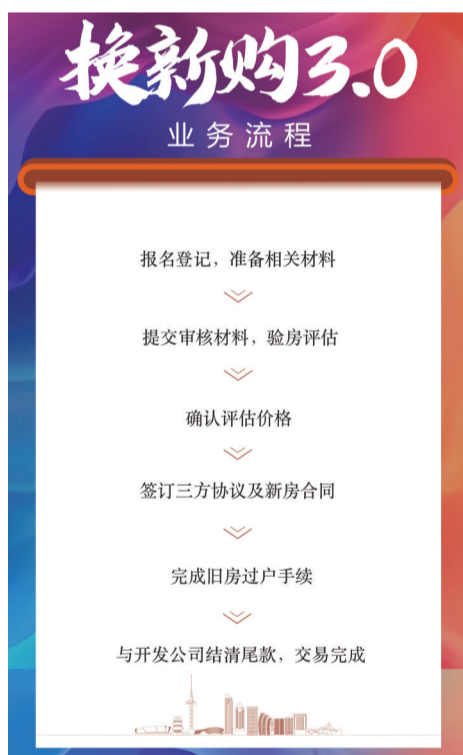 换新购3.0
业务流程
报名登记，准备相关材料
提交审核材料，验房评估
确认评估价格
签订三方协议及新房合同
完成旧房过户手续
与开发公司结清尾款，交易完成